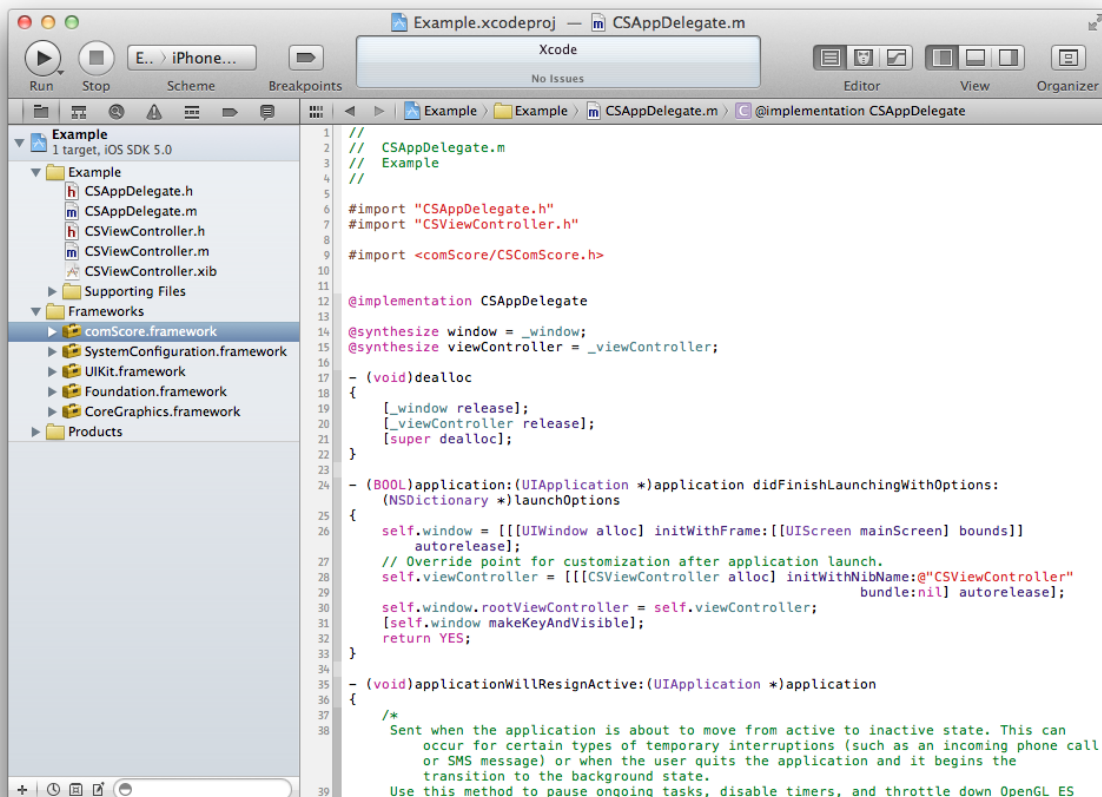 Example.xcodeproj — CSAppDelegate.m
E.. › iPhone...
Xcode
No Issues
Run Stop Scheme Breakpoints Editor View Organizer
Example › Example › CSAppDelegate.m › C @implementation CSAppDelegate
Example
1 target, iOS SDK 5.0
Example
h CSAppDelegate.h
m CSAppDelegate.m
h CSViewController.h
m CSViewController.m
CSViewController.xib
Supporting Files
Frameworks
comScore.framework
SystemConfiguration.framework
UIKit.framework
Foundation.framework
CoreGraphics.framework
Products
1 //
2 //  CSAppDelegate.m
3 //  Example
4 //
5
6 #import "CSAppDelegate.h"
7 #import "CSViewController.h"
8
9 #import <comScore/CSComScore.h>
10
11
12 @implementation CSAppDelegate
13
14 @synthesize window = _window;
15 @synthesize viewController = _viewController;
16
17 - (void)dealloc
18 {
19     [_window release];
20     [_viewController release];
21     [super dealloc];
22 }
23
24 - (BOOL)application:(UIApplication *)application didFinishLaunchingWithOptions:
(NSDictionary *)launchOptions
25 {
26     self.window = [[[UIWindow alloc] initWithFrame:[[UIScreen mainScreen] bounds]]
autorelease];
27     // Override point for customization after application launch.
28     self.viewController = [[[CSViewController alloc] initWithNibName:@"CSViewController"
29 bundle:nil] autorelease];
30     self.window.rootViewController = self.viewController;
31     [self.window makeKeyAndVisible];
32     return YES;
33 }
34
35 - (void)applicationWillResignActive:(UIApplication *)application
36 {
37     /*
38      Sent when the application is about to move from active to inactive state. This can
occur for certain types of temporary interruptions (such as an incoming phone call
or SMS message) or when the user quits the application and it begins the
transition to the background state.
39      Use this method to pause ongoing tasks, disable timers, and throttle down OpenGL ES